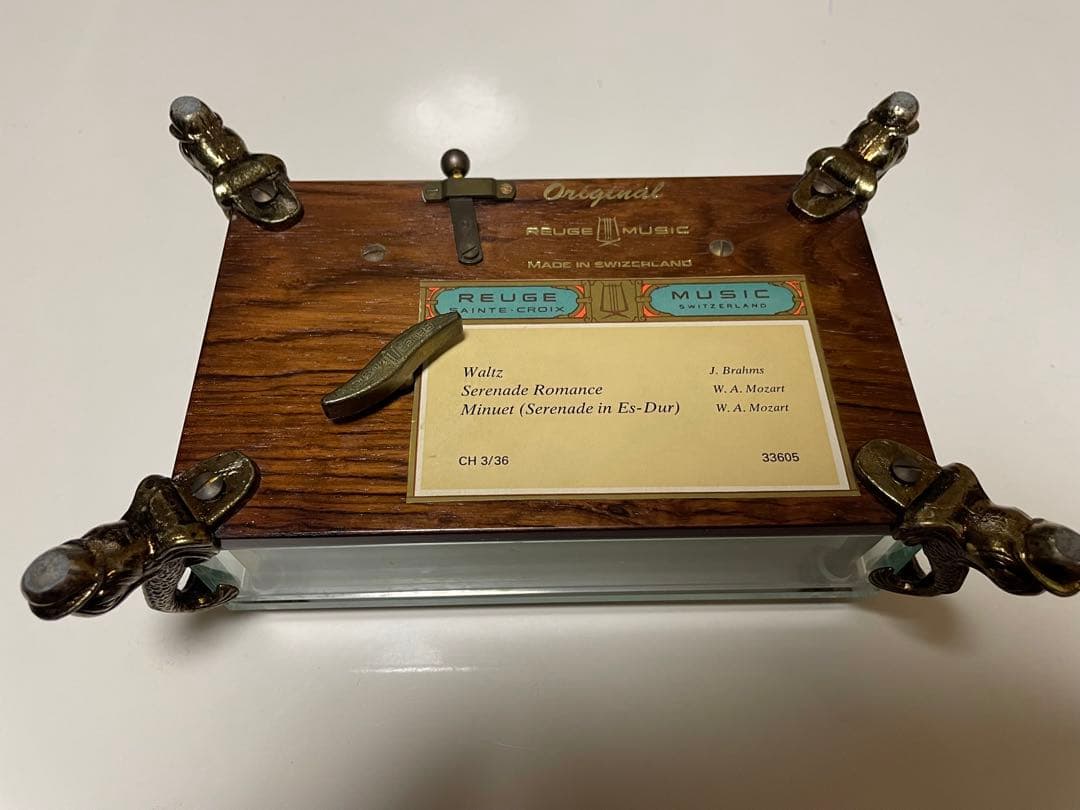 Original
REUGE MUSIC
MADE IN SWIZERLAND
REUGE MUSIC
SAINTE-CROIX SWITZERLAND
Waltz J. Brahms
Serenade Romance W. A. Mozart
Minuet (Serenade in Es-Dur) W. A. Mozart
CH 3/36 33605